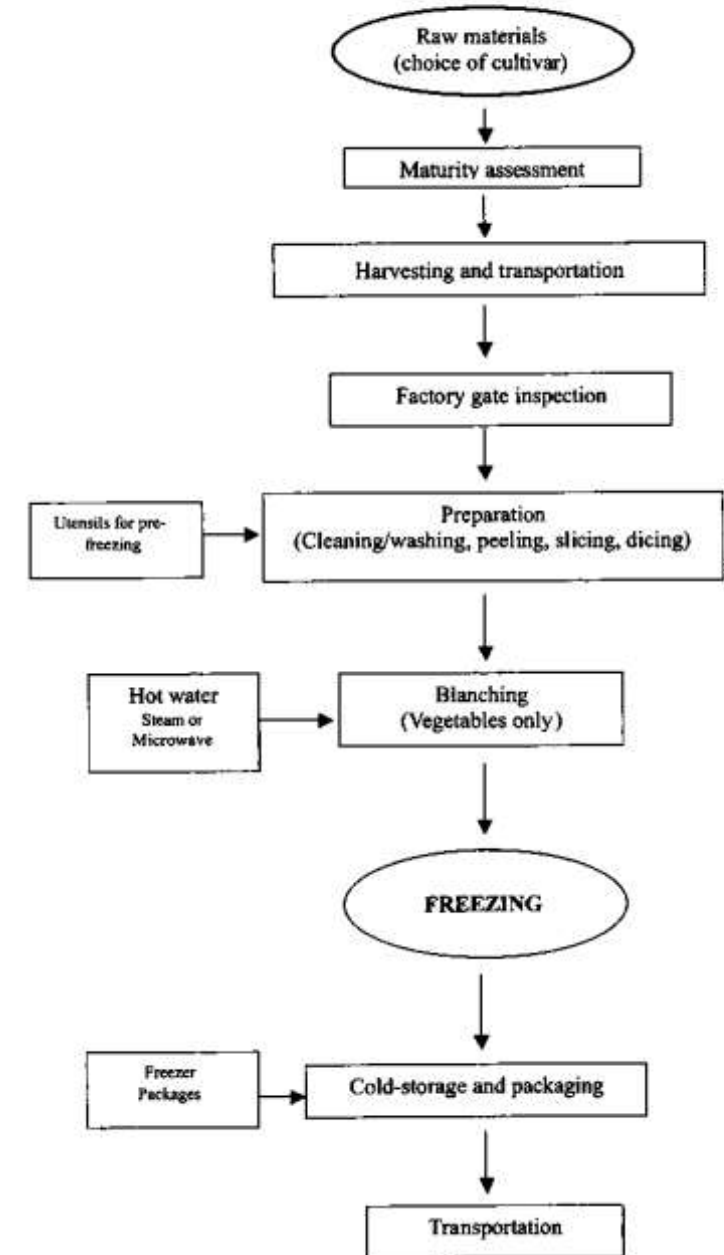 Raw materials
(choice of cultivar)
Maturity assessment
Harvesting and transportation
Factory gate inspection
Utensils for pre-
freezing
Preparation
(Cleaning/washing, peeling, slicing, dicing)
Hot water
Steam or
Microwave
Blanching
(Vegetables only)
FREEZING
Freezer
Packages
Cold-storage and packaging
Transportation